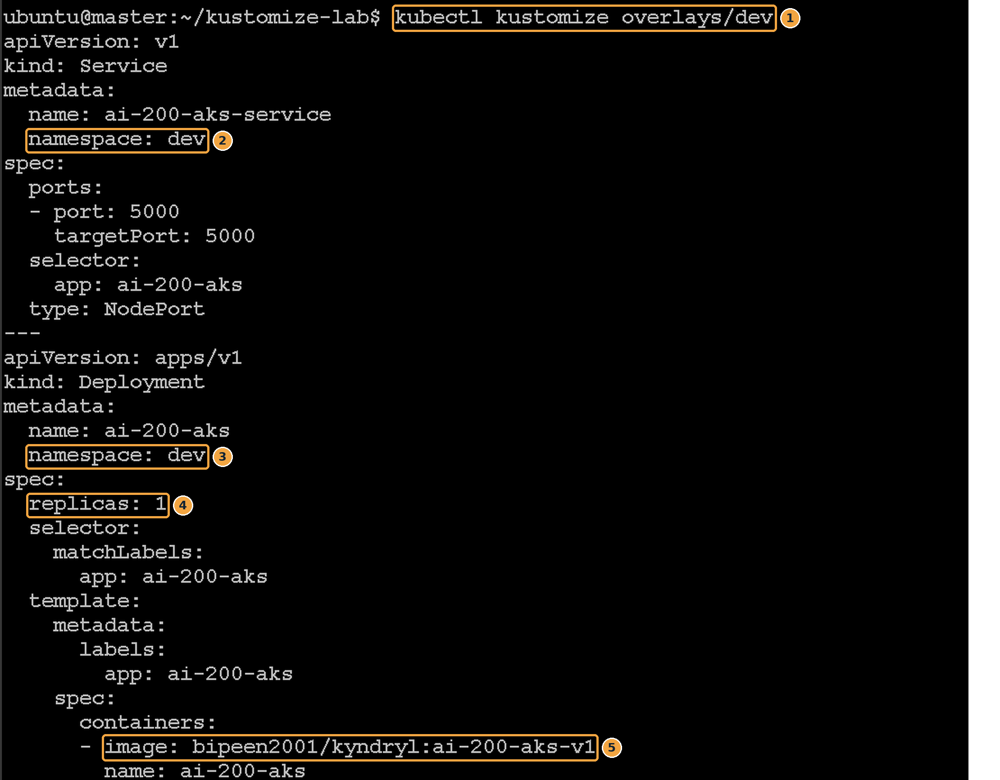 ubuntu@master:~/kustomize-lab$ kubectl kustomize overlays/dev 1
apiVersion: v1
kind: Service
metadata:
  name: ai-200-aks-service
  namespace: dev 2
spec:
  ports:
  - port: 5000
    targetPort: 5000
  selector:
    app: ai-200-aks
  type: NodePort
---
apiVersion: apps/v1
kind: Deployment
metadata:
  name: ai-200-aks
  namespace: dev 3
spec:
  replicas: 1 4
  selector:
    matchLabels:
      app: ai-200-aks
  template:
    metadata:
      labels:
        app: ai-200-aks
    spec:
      containers:
      - image: bipeen2001/kyndryl:ai-200-aks-v1 5
        name: ai-200-aks